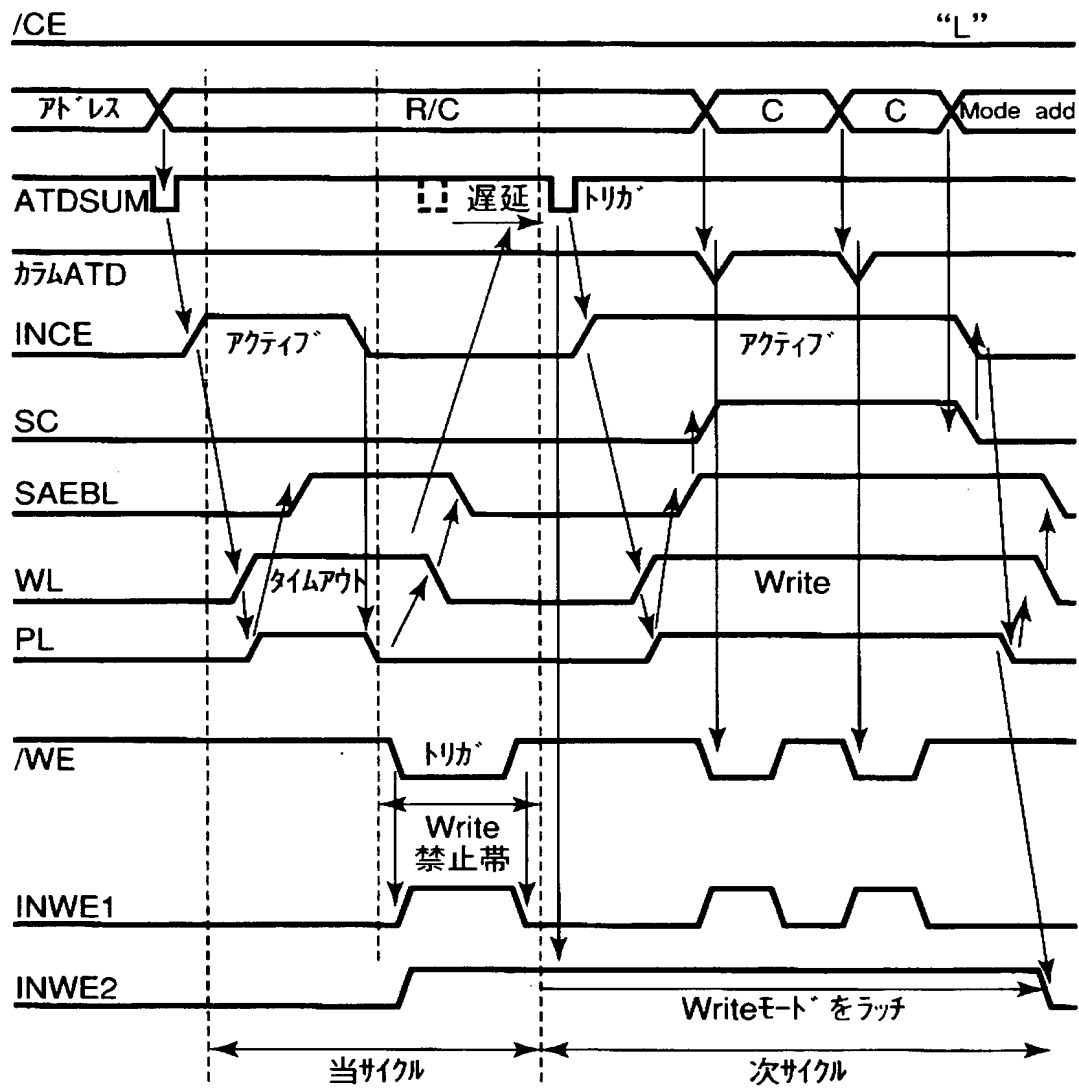 /CE “L”
ｱﾄﾞﾚｽ R/C C C Mode add
ATDSUM 遅延 ﾄﾘｶﾞ
ｶﾗﾑATD
INCE ｱｸﾃｨﾌﾞ ｱｸﾃｨﾌﾞ
SC
SAEBL
WL ﾀｲﾑｱｳﾄ Write
PL
/WE ﾄﾘｶﾞ
Write
禁止帯
INWE1
INWE2
Writeﾓｰﾄﾞをﾗｯﾁ
当ｻｲｸﾙ 次ｻｲｸﾙ